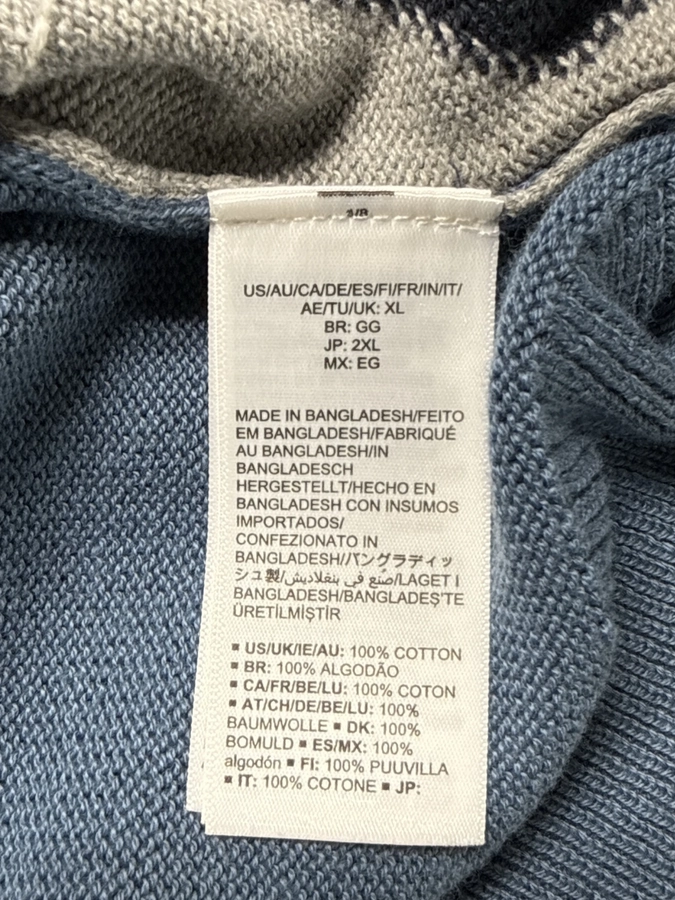 US/AU/CA/DE/ES/FI/FR/IN/IT/
AE/TU/UK: XL
BR: GG
JP: 2XL
MX: EG
MADE IN BANGLADESH/FEITO
EM BANGLADESH/FABRIQUÉ
AU BANGLADESH/IN
BANGLADESCH
HERGESTELLT/HECHO EN
BANGLADESH CON INSUMOS
IMPORTADOS/
CONFEZIONATO IN
BANGLADESH/バングラディッ
シュ製/صُنع في بنغلاديش/LAGET I
BANGLADESH/BANGLADEŞ'TE
ÜRETİLMİŞTİR
▪ US/UK/IE/AU: 100% COTTON
▪ BR: 100% ALGODÃO
▪ CA/FR/BE/LU: 100% COTON
▪ AT/CH/DE/BE/LU: 100%
BAUMWOLLE ▪ DK: 100%
BOMULD ▪ ES/MX: 100%
algodón ▪ FI: 100% PUUVILLA
▪ IT: 100% COTONE ▪ JP: